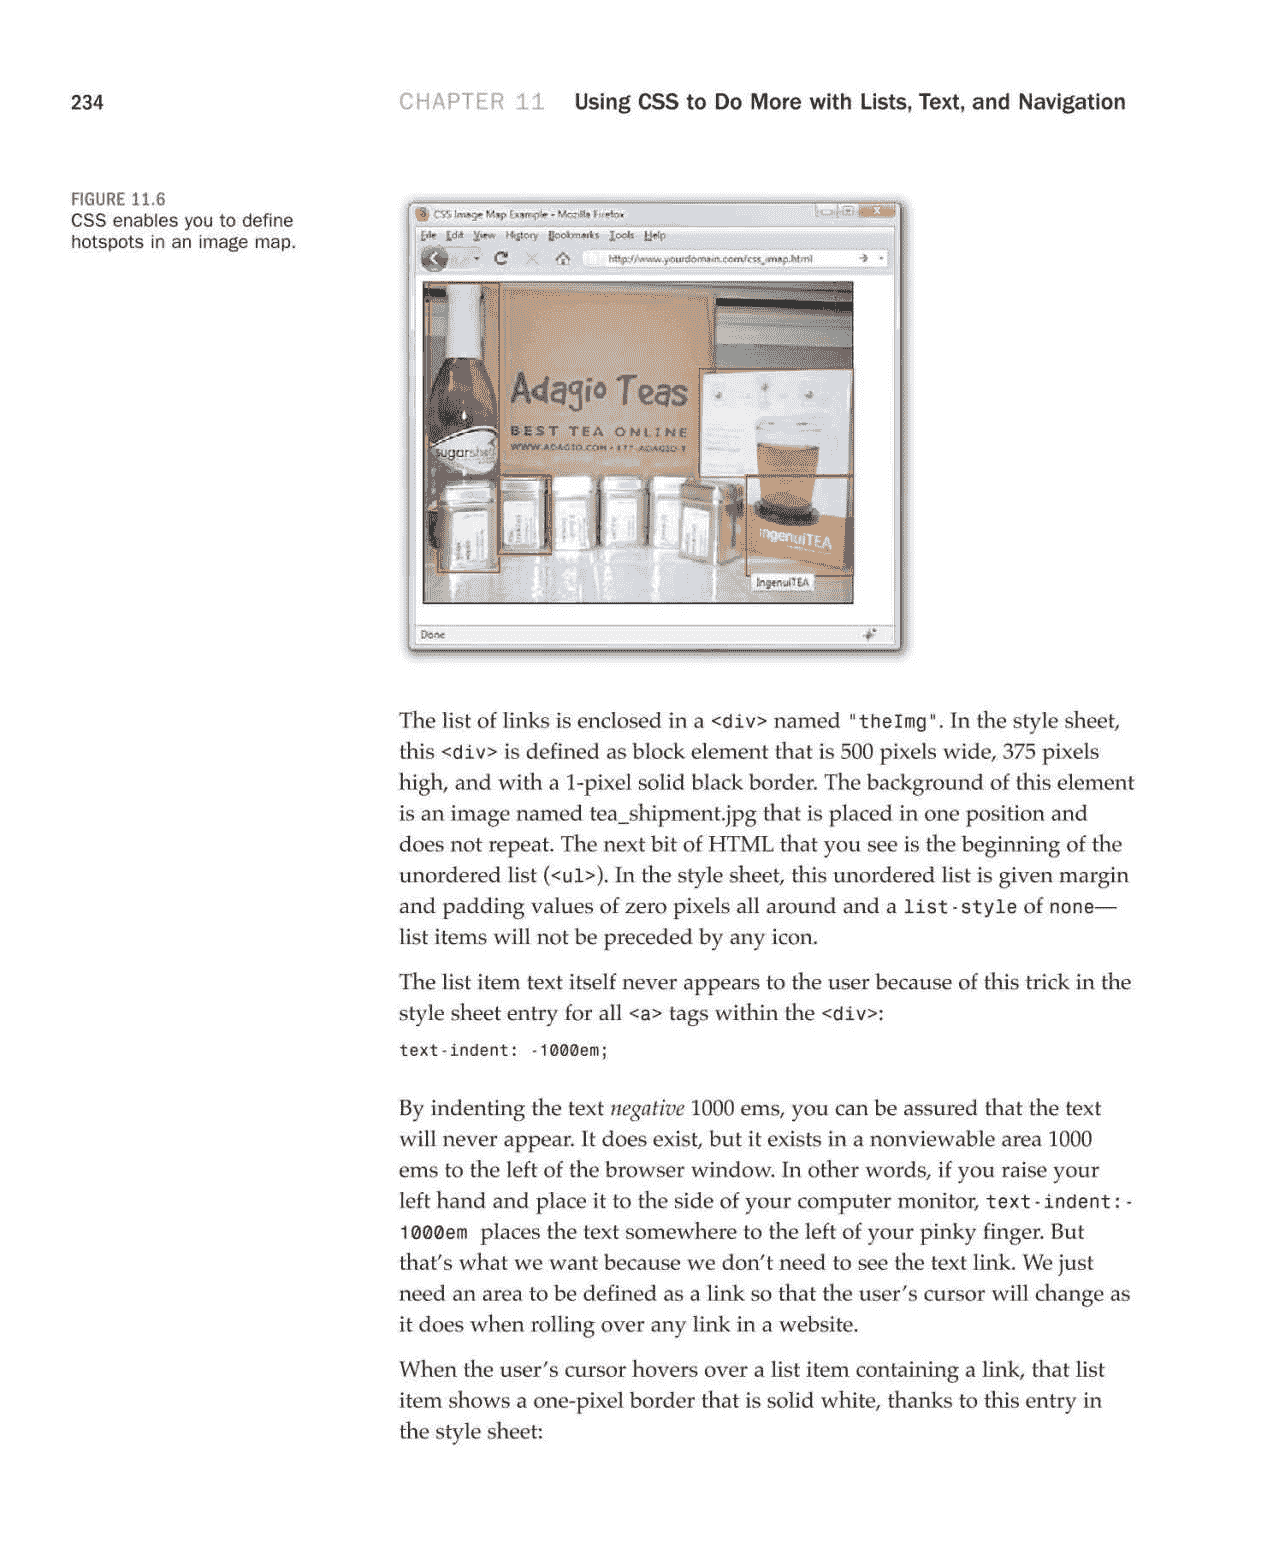 234
CHAPTER 11 Using CSS to Do More with Lists, Text, and Navigation
FIGURE 11.6
CSS enables you to define
hotspots in an image map.
CSS Image Map Example - Mozilla Firefox
File Edit View History Bookmarks Tools Help
http://www.yourdomain.com/css_imap.html
Adagio Teas
BEST TEA ONLINE
WWW.ADAGIO.COM
ingenuiTEA
IngenuiTEA
Done
The list of links is enclosed in a <div> named "theImg". In the style sheet,
this <div> is defined as block element that is 500 pixels wide, 375 pixels
high, and with a 1-pixel solid black border. The background of this element
is an image named tea_shipment.jpg that is placed in one position and
does not repeat. The next bit of HTML that you see is the beginning of the
unordered list (<ul>). In the style sheet, this unordered list is given margin
and padding values of zero pixels all around and a list-style of none—
list items will not be preceded by any icon.
The list item text itself never appears to the user because of this trick in the
style sheet entry for all <a> tags within the <div>:
text-indent: -1000em;
By indenting the text negative 1000 ems, you can be assured that the text
will never appear. It does exist, but it exists in a nonviewable area 1000
ems to the left of the browser window. In other words, if you raise your
left hand and place it to the side of your computer monitor, text-indent:-
1000em places the text somewhere to the left of your pinky finger. But
that's what we want because we don't need to see the text link. We just
need an area to be defined as a link so that the user's cursor will change as
it does when rolling over any link in a website.
When the user's cursor hovers over a list item containing a link, that list
item shows a one-pixel border that is solid white, thanks to this entry in
the style sheet: